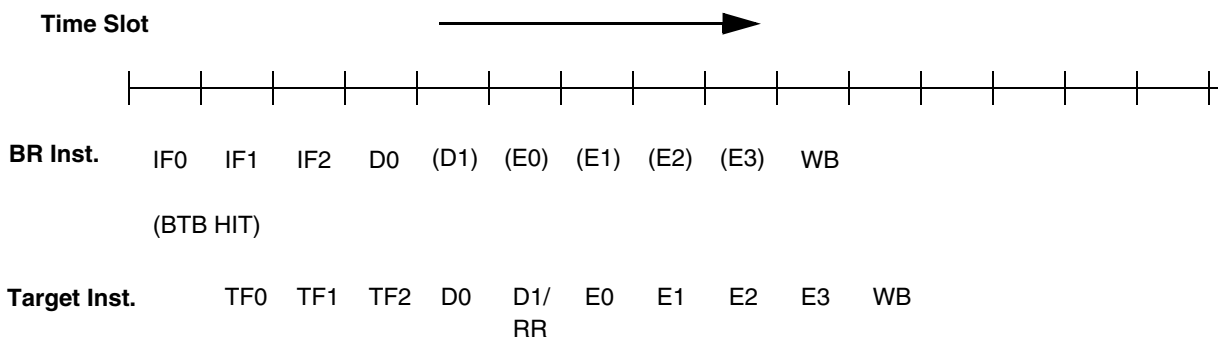 Time Slot
BR Inst. IF0 IF1 IF2 D0 (D1) (E0) (E1) (E2) (E3) WB
(BTB HIT)
Target Inst. TF0 TF1 TF2 D0 D1/ E0 E1 E2 E3 WB
RR